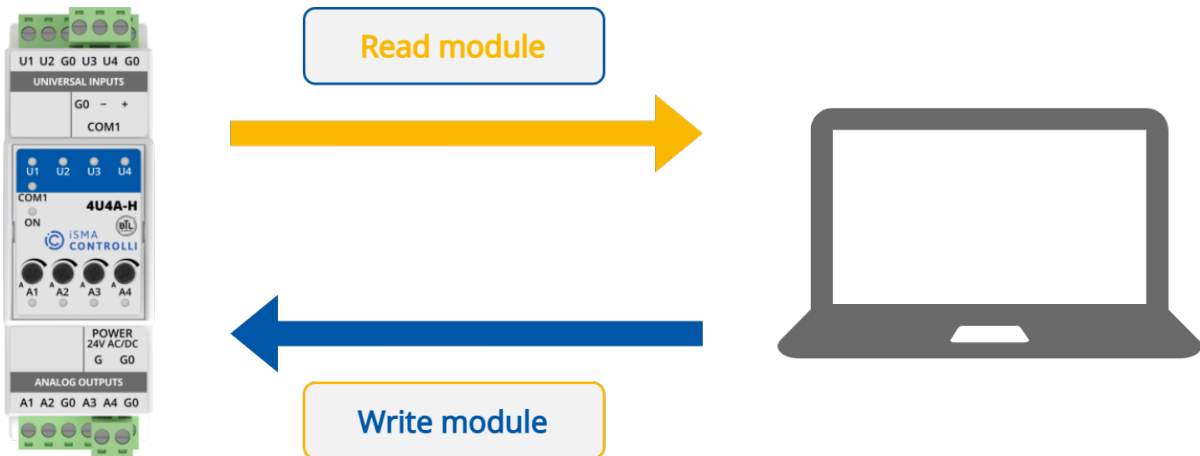 U1 U2 G0 U3 U4 G0
UNIVERSAL INPUTS
G0 – +
COM1
U1 U2 U3 U4
COM1
ON
4U4A-H
BTL
iSMA
CONTROLLI
A A A A
A1 A2 A3 A4
POWER
24V AC/DC
G G0
ANALOG OUTPUTS
A1 A2 G0 A3 A4 G0
Read module
Write module